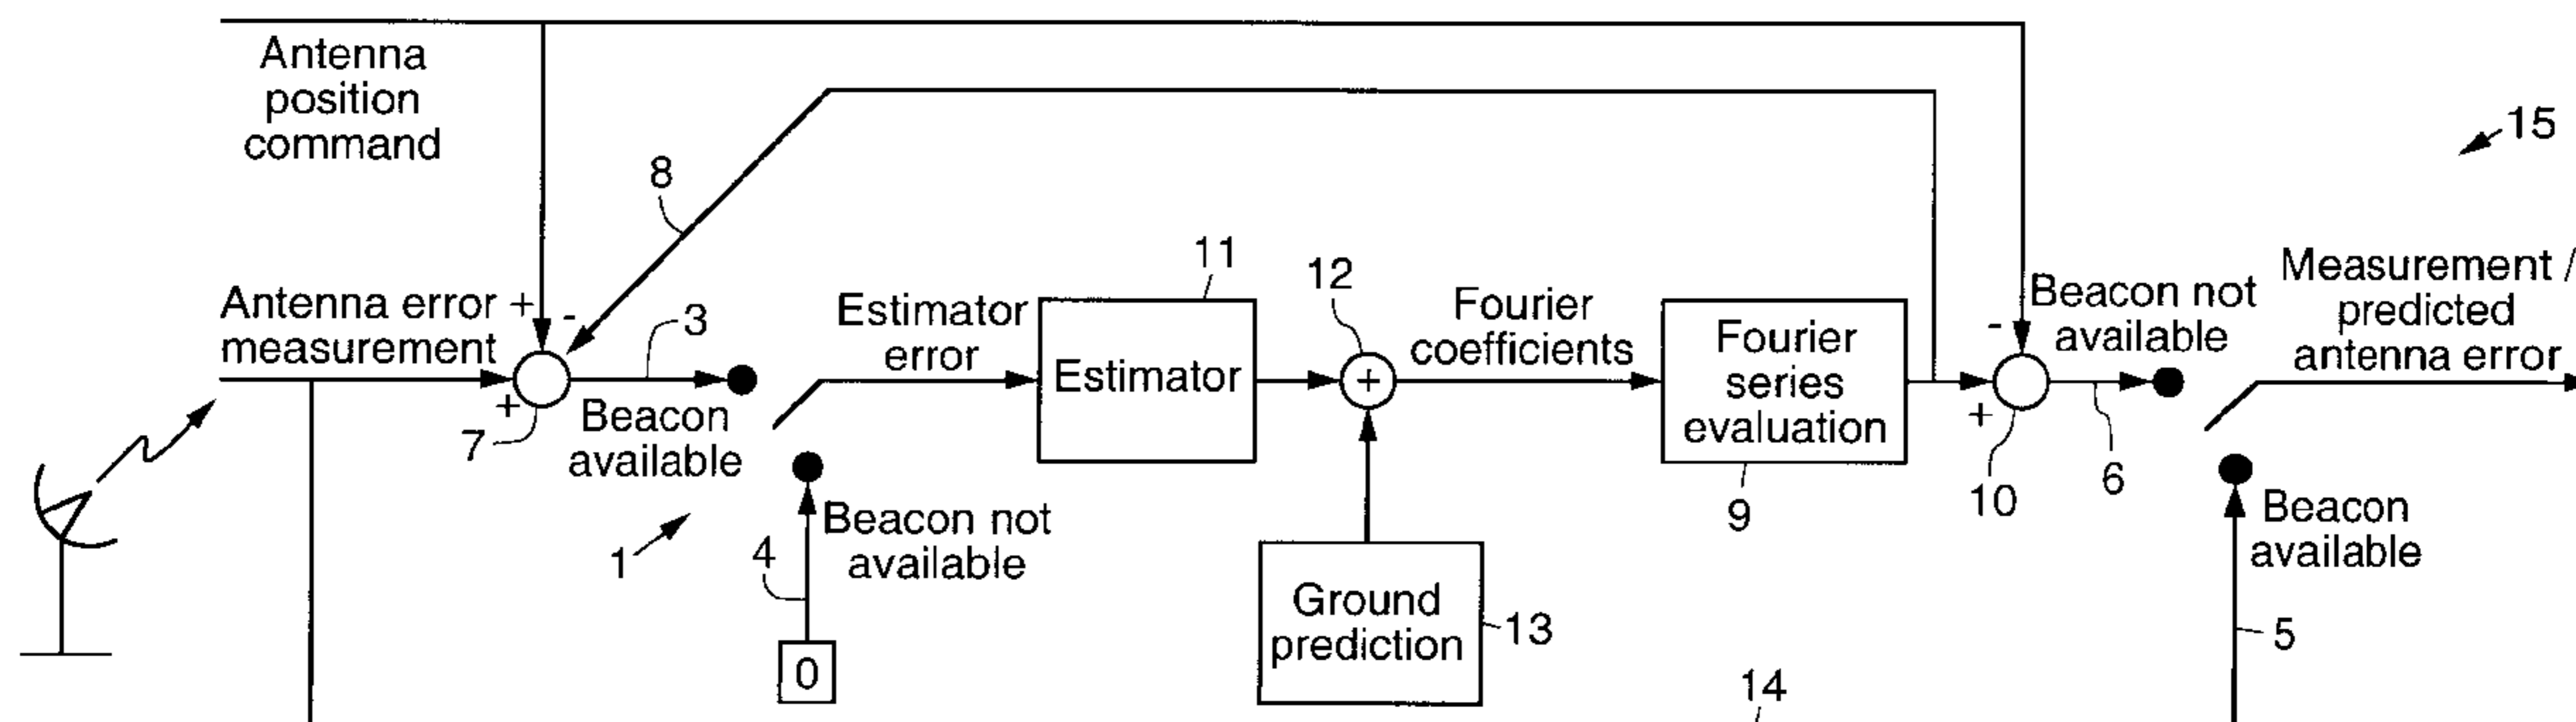 Antenna
position
command
15
8
11
12
Antenna error
measurement
+
-
3
Estimator
error
Estimator
+
Fourier
coefficients
Fourier
series
evaluation
-
Beacon not
available
Measurement /
predicted
antenna error
+
7
Beacon
available
+
10
6
9
1
4
Beacon not
available
0
Ground
prediction
13
Beacon
available
5
14